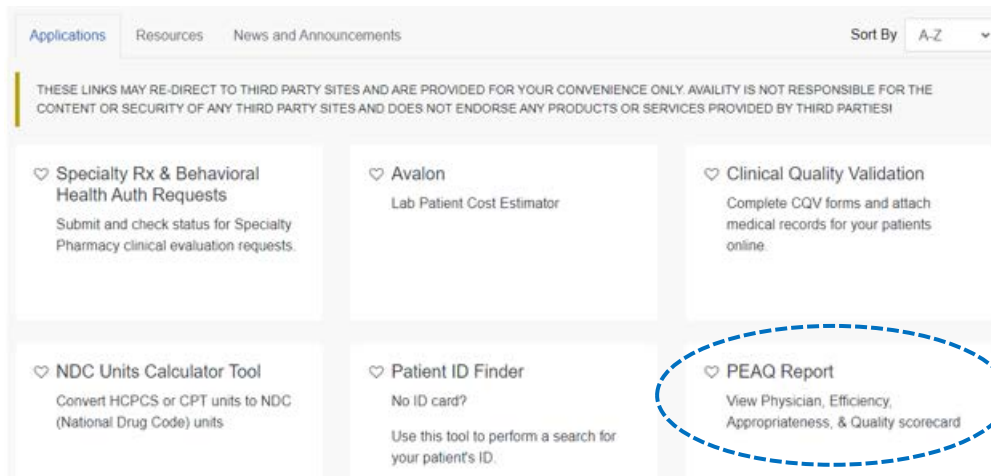 Applications Resources News and Announcements Sort By A-Z
THESE LINKS MAY RE-DIRECT TO THIRD PARTY SITES AND ARE PROVIDED FOR YOUR CONVENIENCE ONLY. AVAILITY IS NOT RESPONSIBLE FOR THE
CONTENT OR SECURITY OF ANY THIRD PARTY SITES AND DOES NOT ENDORSE ANY PRODUCTS OR SERVICES PROVIDED BY THIRD PARTIES!
Specialty Rx & Behavioral
Health Auth Requests
Submit and check status for Specialty
Pharmacy clinical evaluation requests.
Avalon
Lab Patient Cost Estimator
Clinical Quality Validation
Complete CQV forms and attach
medical records for your patients
online.
NDC Units Calculator Tool
Convert HCPCS or CPT units to NDC
(National Drug Code) units
Patient ID Finder
No ID card?
Use this tool to perform a search for
your patient's ID.
PEAQ Report
View Physician, Efficiency,
Appropriateness, & Quality scorecard